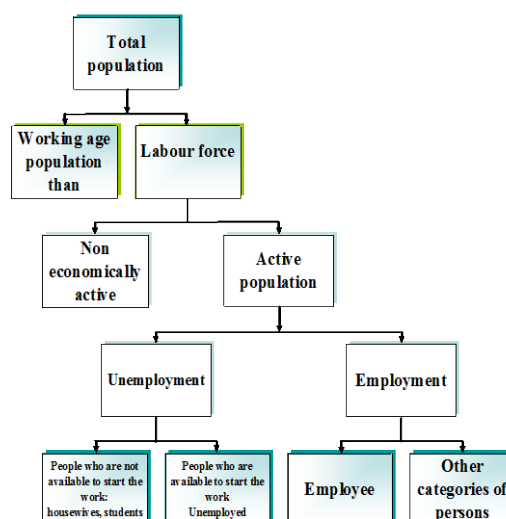 Total
population
Working age
population
than
Labour force
Non
economically
active
Active
population
Unemployment
Employment
People who are not
available to start the
work:
housewives, students
People who are
available to start the
work
Unemployed
Employee
Other
categories of
persons